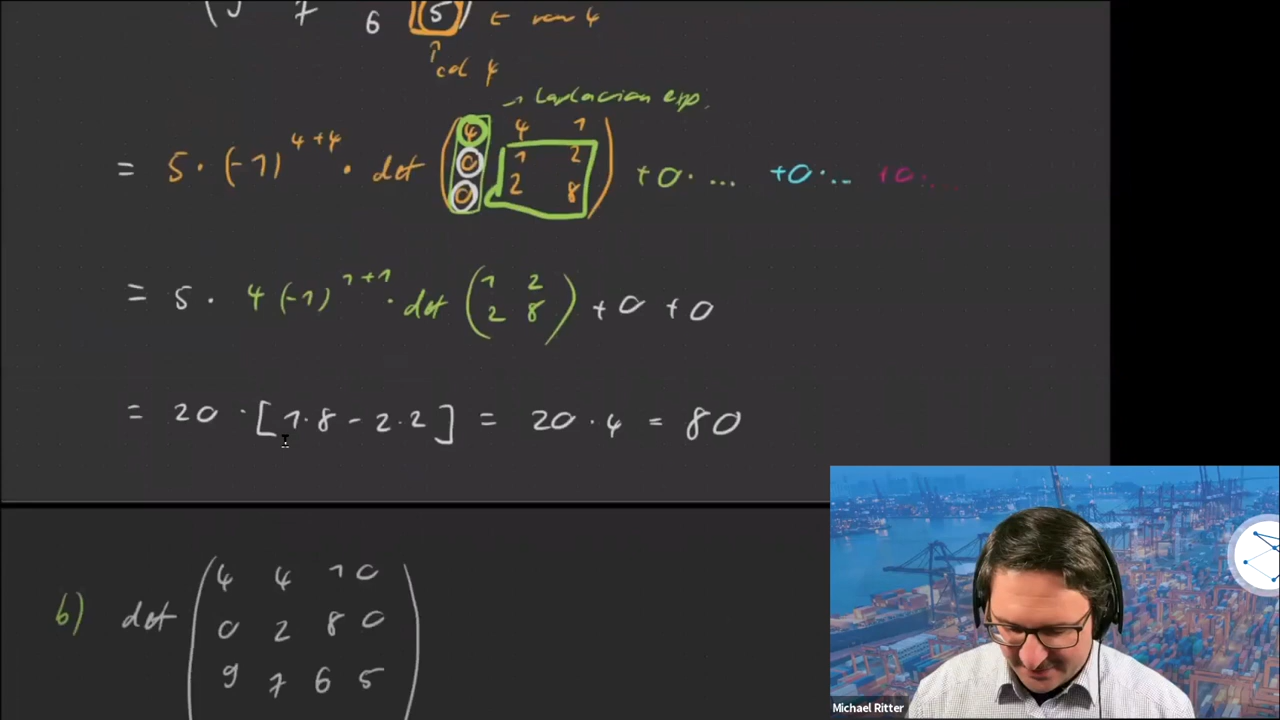 7 6 (5) ← row 4
↑ col 4
→ Laplacian exp.
= 5 · (-1)^{4+4} · det ( 4 4 1
0 1 2
0 2 8 ) + 0 · ... + 0 · ... + 0 · ...
= 5 · 4 (-1)^{1+1} · det ( 1 2
2 8 ) + 0 + 0
= 20 · [1·8 - 2·2] = 20 · 4 = 80
b) det ( 4 4 1 0
0 2 8 0
9 7 6 5 )
Michael Ritter